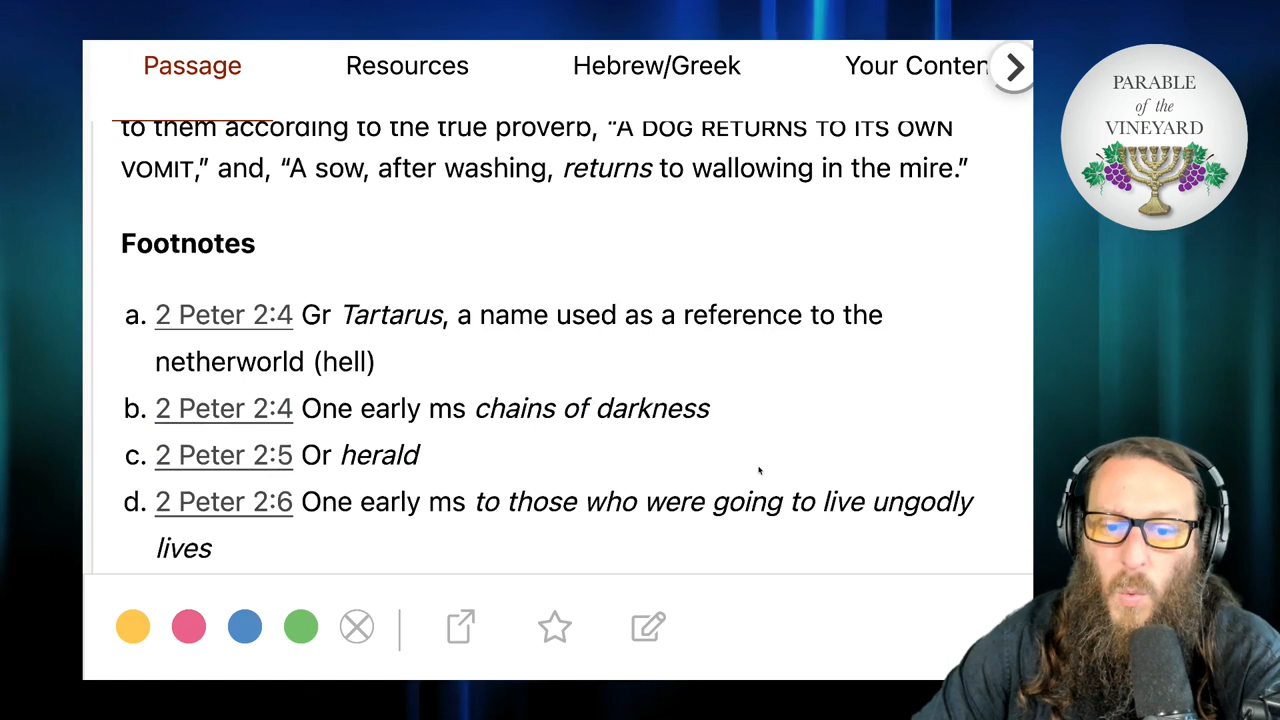 Passage
Resources
Hebrew/Greek
Your Conten
to them according to the true proverb, “A DOG RETURNS TO ITS OWN
VOMIT,” and, “A sow, after washing, returns to wallowing in the mire.”
Footnotes
a. 2 Peter 2:4 Gr Tartarus, a name used as a reference to the
netherworld (hell)
b. 2 Peter 2:4 One early ms chains of darkness
c. 2 Peter 2:5 Or herald
d. 2 Peter 2:6 One early ms to those who were going to live ungodly
lives
PARABLE
of the
VINEYARD